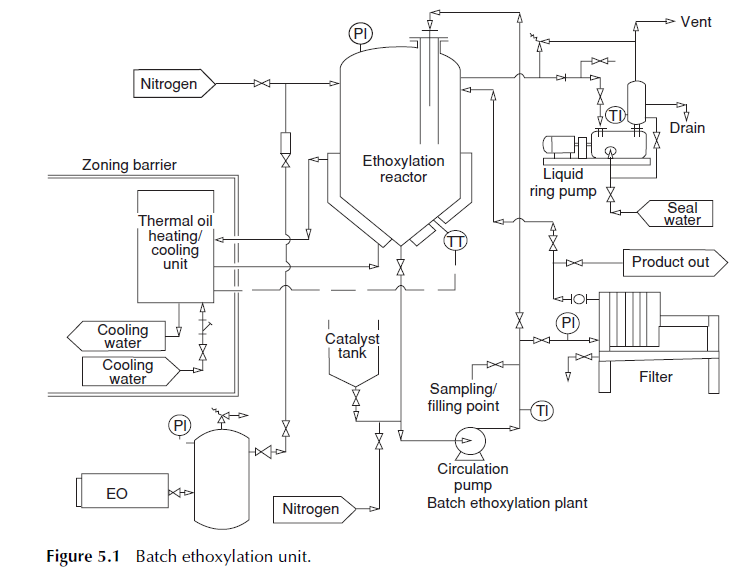 PI
Vent
Nitrogen
TI
Drain
Zoning barrier
Ethoxylation
reactor
Liquid
ring pump
Seal
water
Thermal oil
heating/
cooling
unit
TT
Product out
Cooling
water
Cooling
water
Catalyst
tank
PI
Filter
Sampling/
filling point
TI
PI
EO
Nitrogen
Circulation
pump
Batch ethoxylation plant
Figure 5.1 Batch ethoxylation unit.